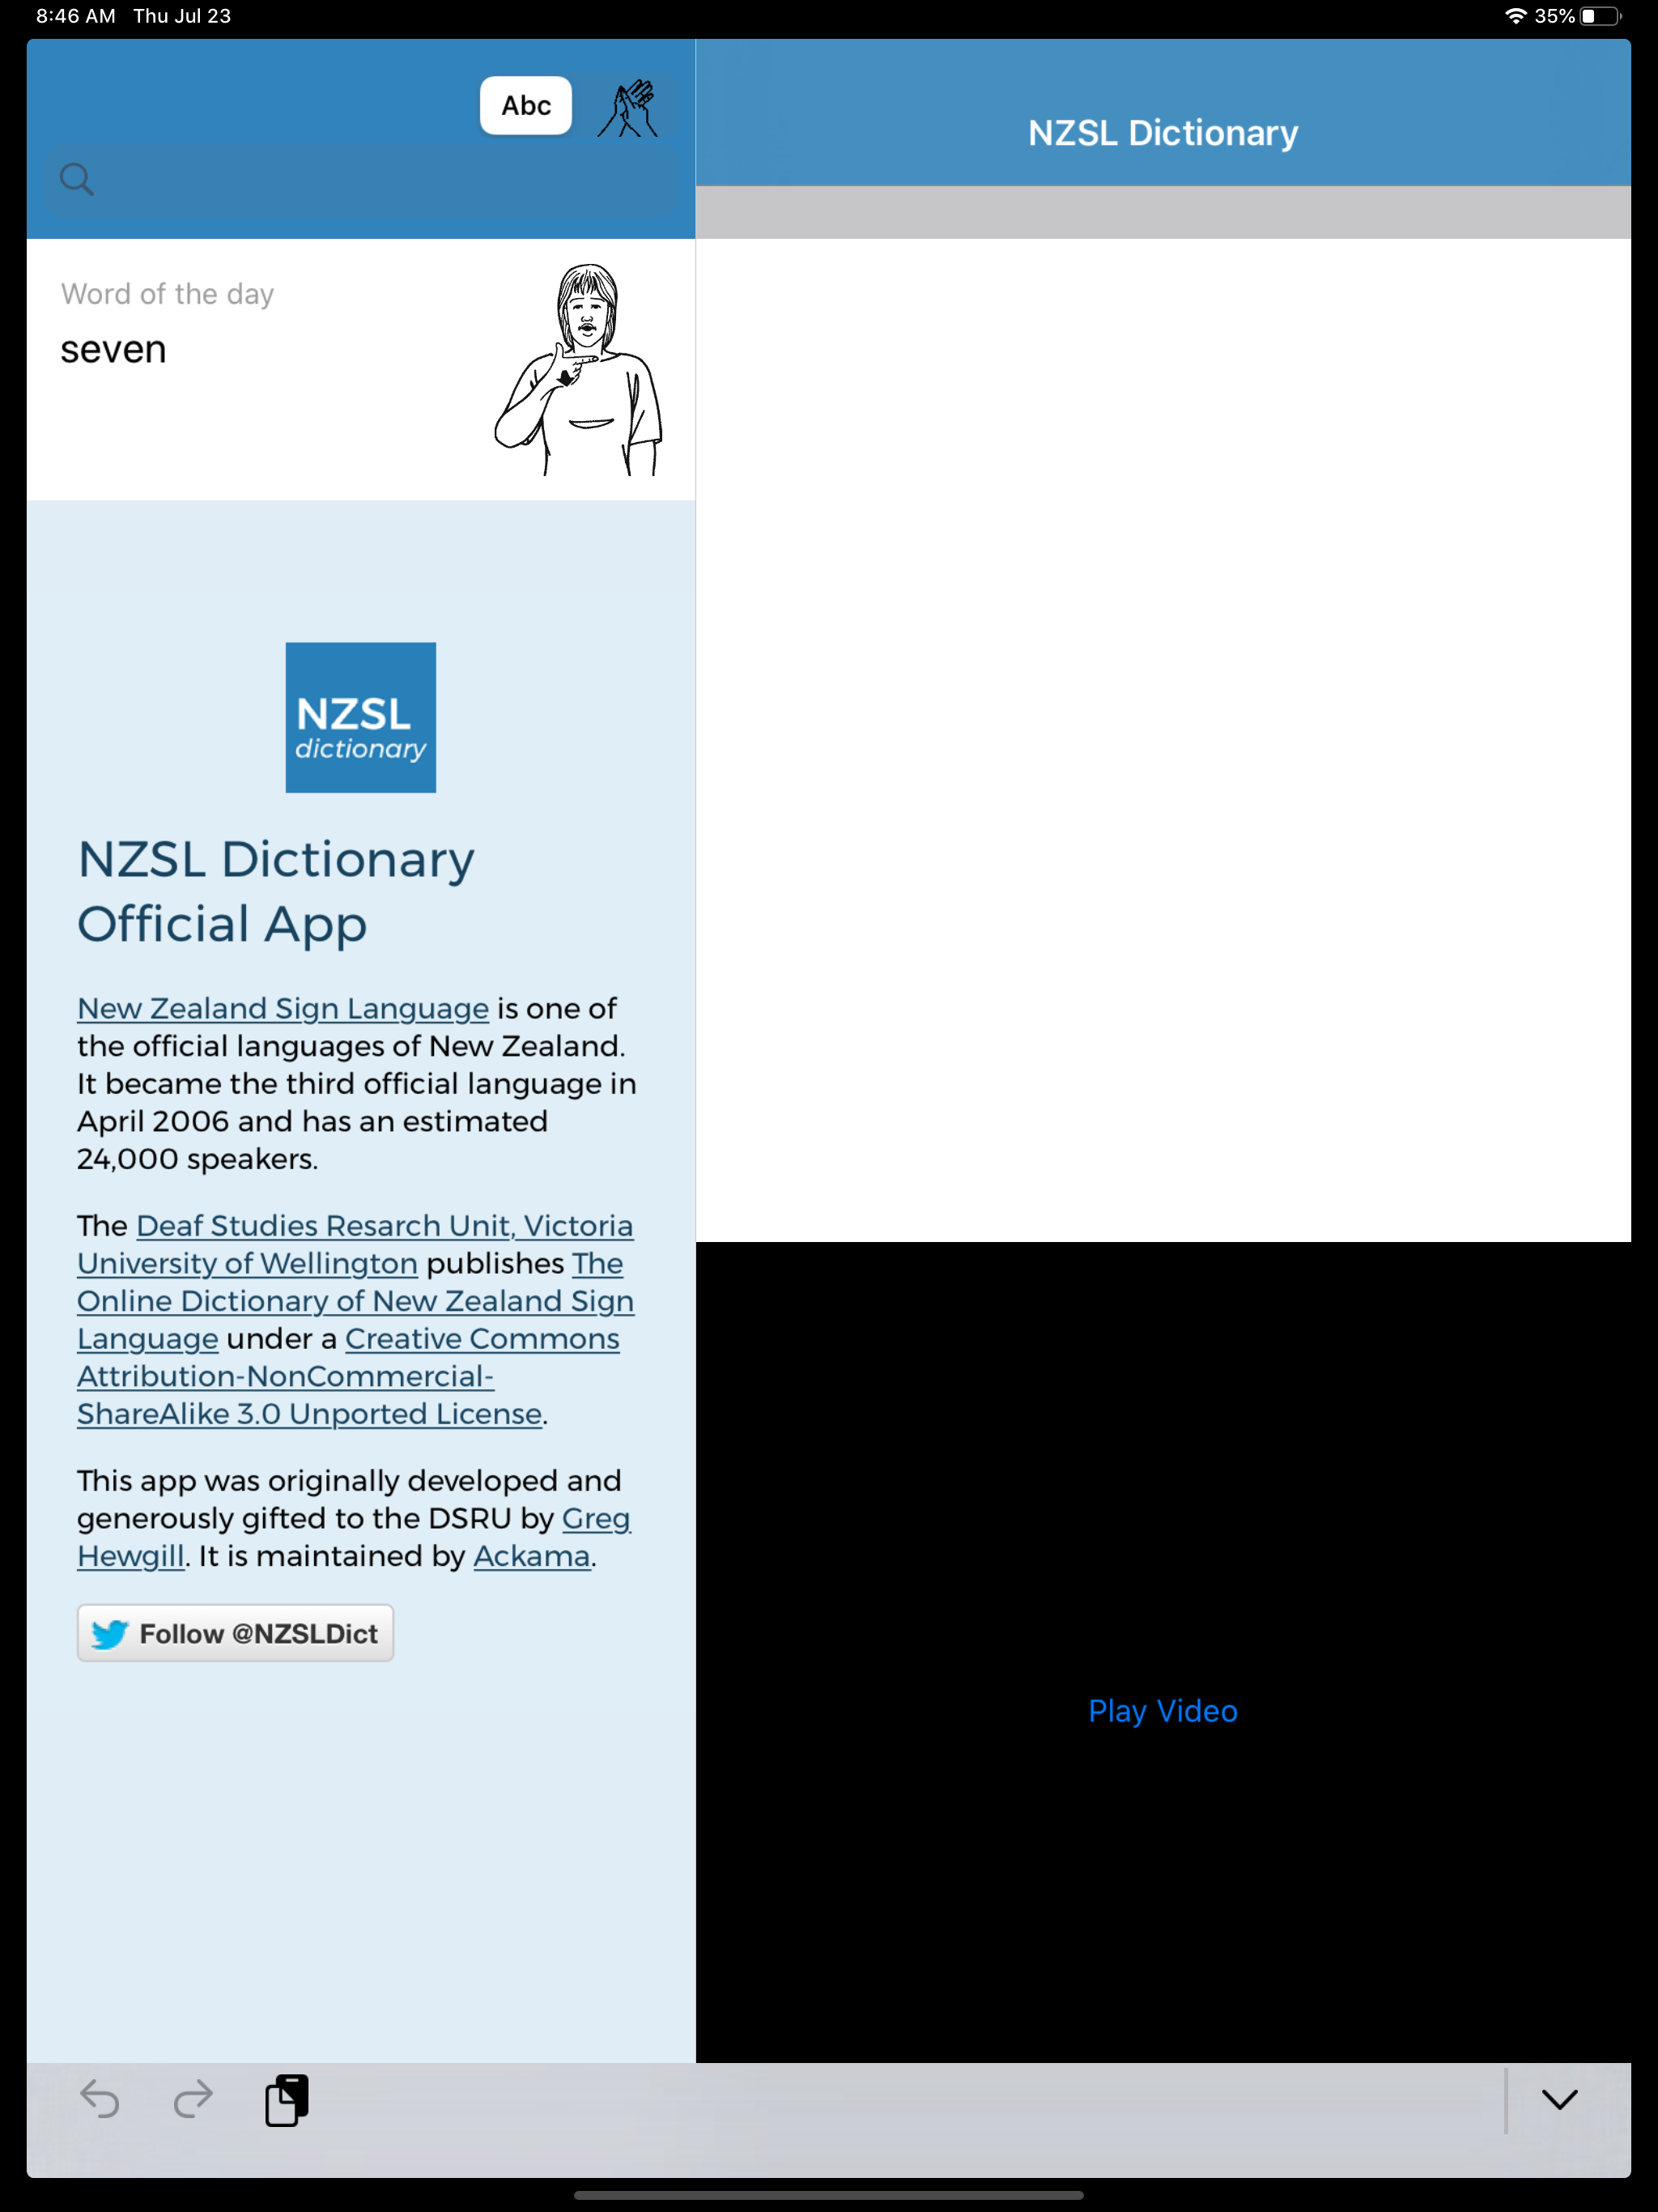 8:46 AM Thu Jul 23
35%
Abc
NZSL Dictionary
Word of the day
seven
NZSL
dictionary
NZSL Dictionary
Official App
New Zealand Sign Language is one of
the official languages of New Zealand.
It became the third official language in
April 2006 and has an estimated
24,000 speakers.
The Deaf Studies Resarch Unit, Victoria
University of Wellington publishes The
Online Dictionary of New Zealand Sign
Language under a Creative Commons
Attribution-NonCommercial-
ShareAlike 3.0 Unported License.
This app was originally developed and
generously gifted to the DSRU by Greg
Hewgill. It is maintained by Ackama.
Follow @NZSLDict
Play Video